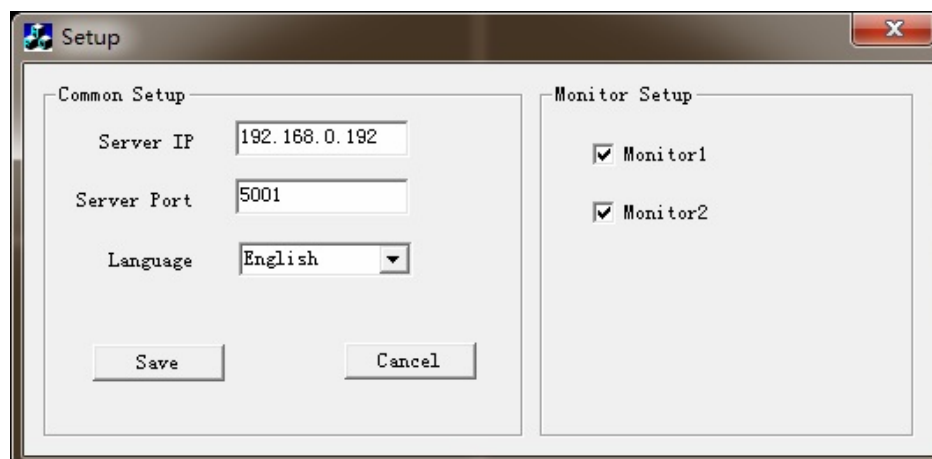 Setup
Common Setup
Server IP 192.168.0.192
Server Port 5001
Language English
Save Cancel
Monitor Setup
Monitor1
Monitor2